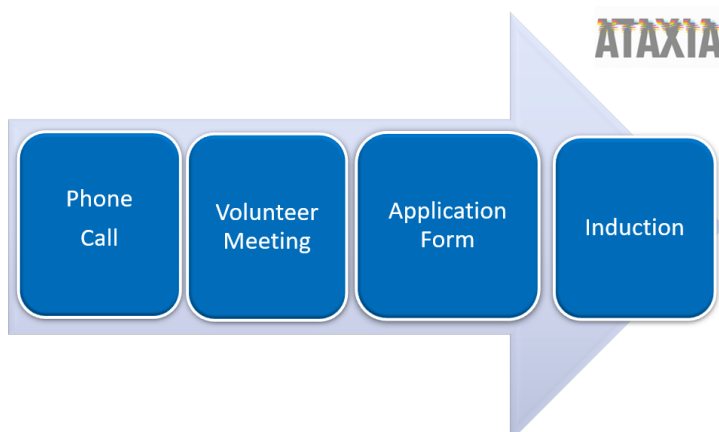 ATAXIA
Phone
Call
Volunteer
Meeting
Application
Form
Induction